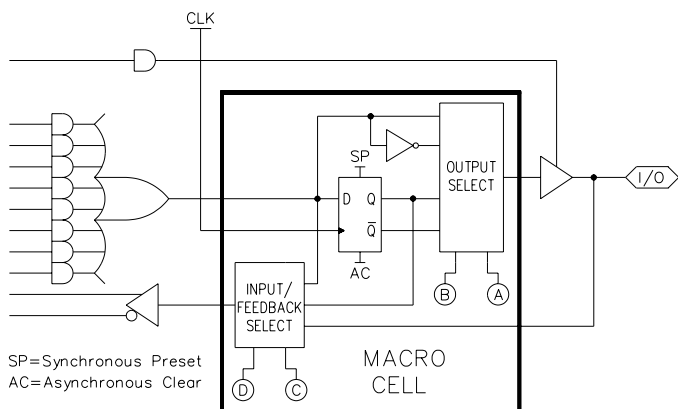 CLK
SP
OUTPUT
SELECT
I/O
D Q
Q̅
AC
B A
INPUT/
FEEDBACK
SELECT
SP=Synchronous Preset
AC=Asynchronous Clear
MACRO
CELL
D C